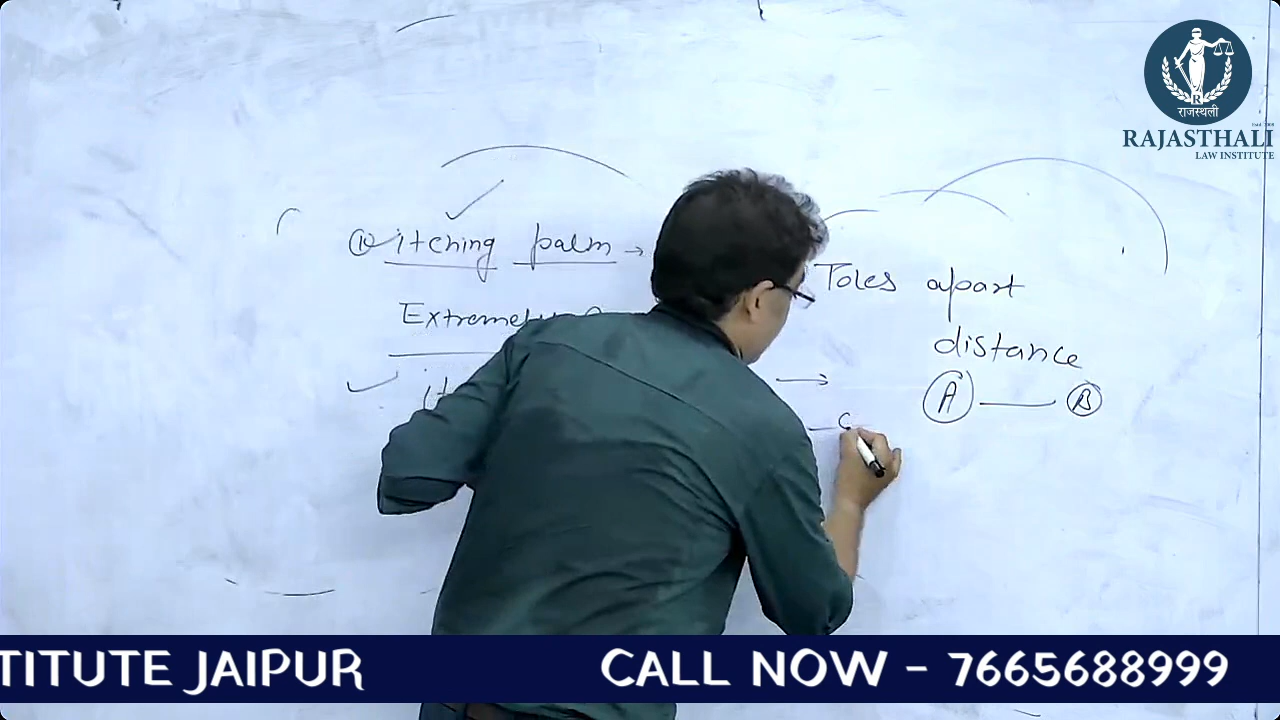 राजस्थली
RAJASTHALI
LAW INSTITUTE
① itching palm →
Toles apart
Extremely
distance
→
Ⓐ — Ⓑ
TITUTE JAIPUR CALL NOW - 7665688999